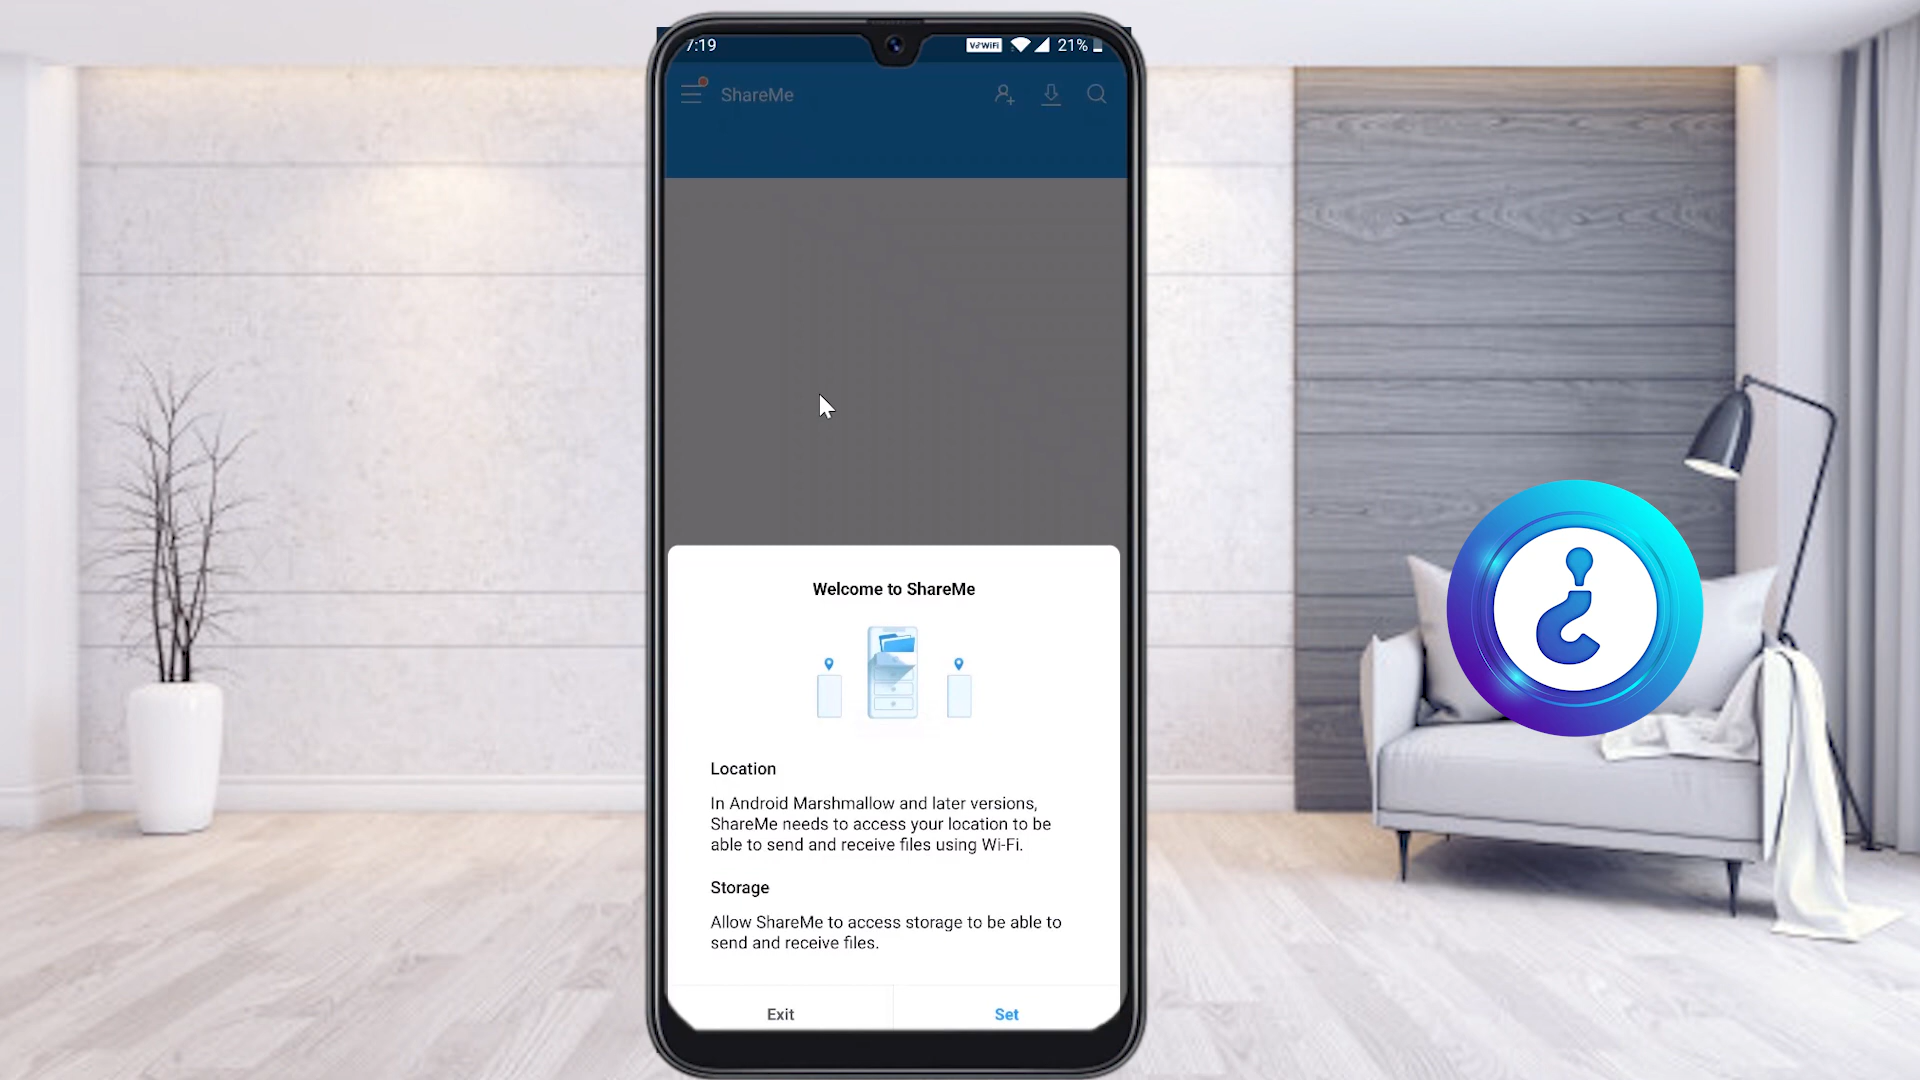 7:19
VoWiFi
21%
ShareMe
Welcome to ShareMe
Location
In Android Marshmallow and later versions,
ShareMe needs to access your location to be
able to send and receive files using Wi-Fi.
Storage
Allow ShareMe to access storage to be able to
send and receive files.
Exit
Set